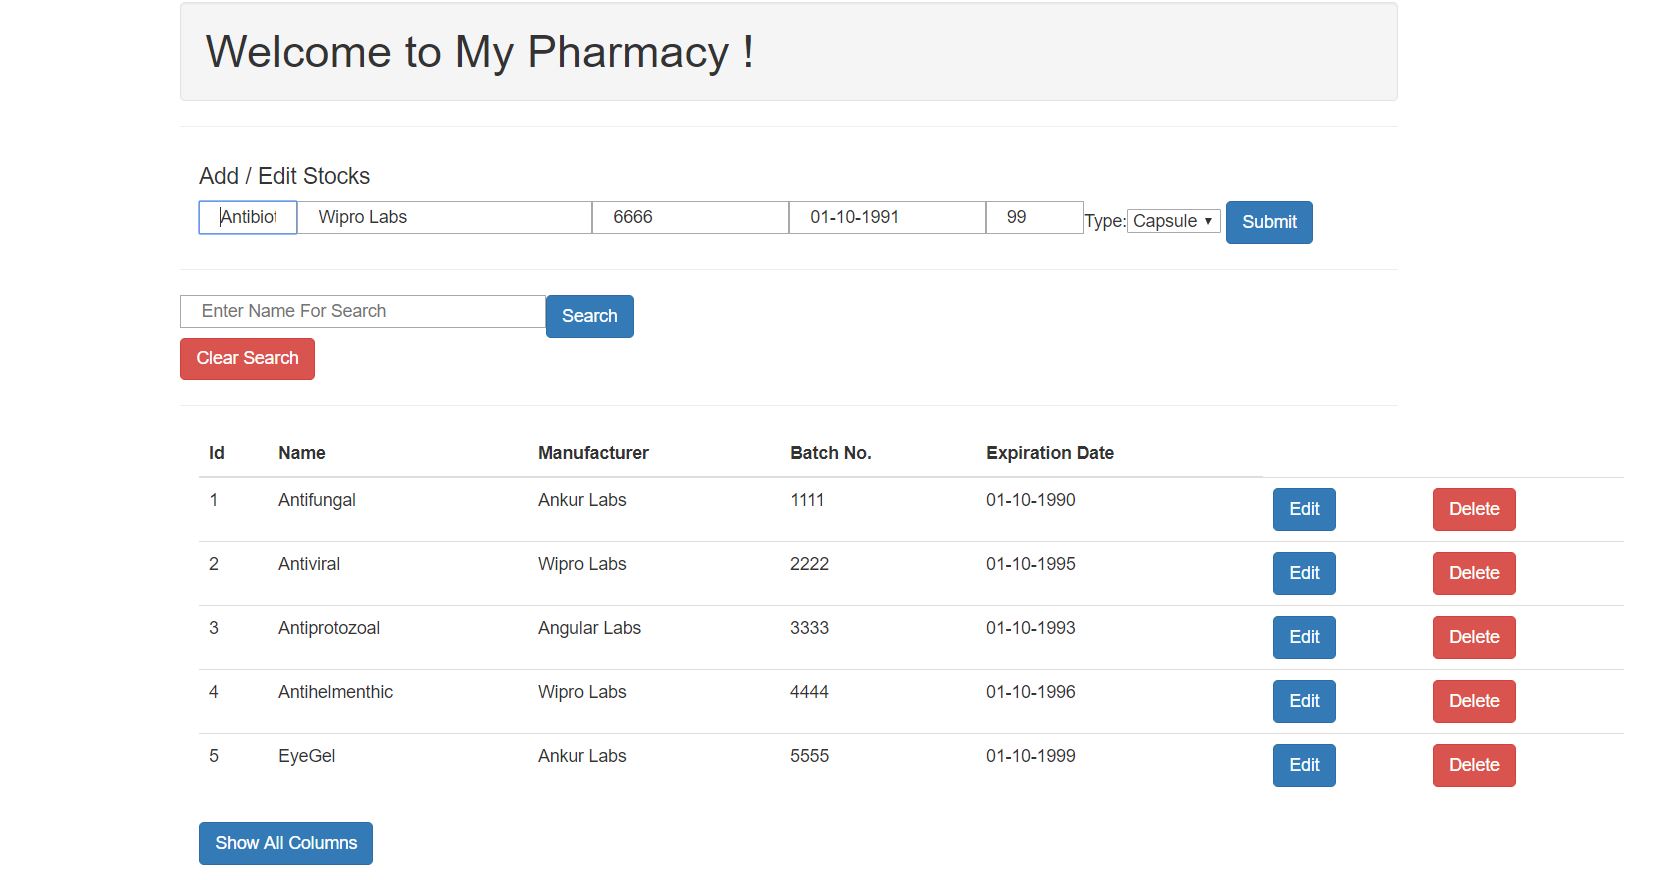 Welcome to My Pharmacy !
Add / Edit Stocks
Wipro Labs 6666 01-10-1991 99 Type: Capsule Submit
Enter Name For Search Search
Clear Search
Id Name Manufacturer Batch No. Expiration Date
1 Antifungal Ankur Labs 1111 01-10-1990 Edit Delete
2 Antiviral Wipro Labs 2222 01-10-1995 Edit Delete
3 Antiprotozoal Angular Labs 3333 01-10-1993 Edit Delete
4 Antihelmenthic Wipro Labs 4444 01-10-1996 Edit Delete
5 EyeGel Ankur Labs 5555 01-10-1999 Edit Delete
Show All Columns